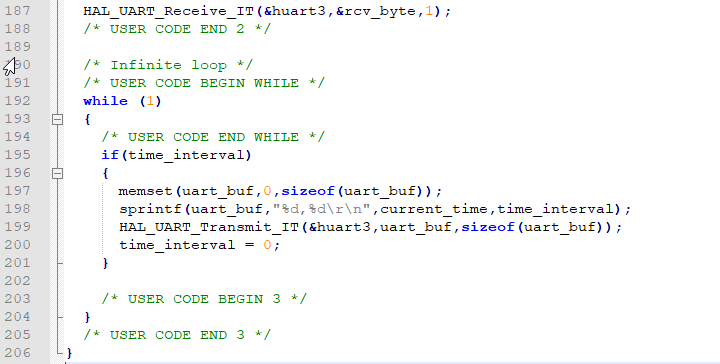 187 HAL_UART_Receive_IT(&huart3,&rcv_byte,1);
188 /* USER CODE END 2 */
189
90 /* Infinite loop */
191 /* USER CODE BEGIN WHILE */
192 while (1)
193 {
194 /* USER CODE END WHILE */
195 if(time_interval)
196 {
197 memset(uart_buf,0,sizeof(uart_buf));
198 sprintf(uart_buf,"%d,%d\r\n",current_time,time_interval);
199 HAL_UART_Transmit_IT(&huart3,uart_buf,sizeof(uart_buf));
200 time_interval = 0;
201 }
202
203 /* USER CODE BEGIN 3 */
204 }
205 /* USER CODE END 3 */
206 }